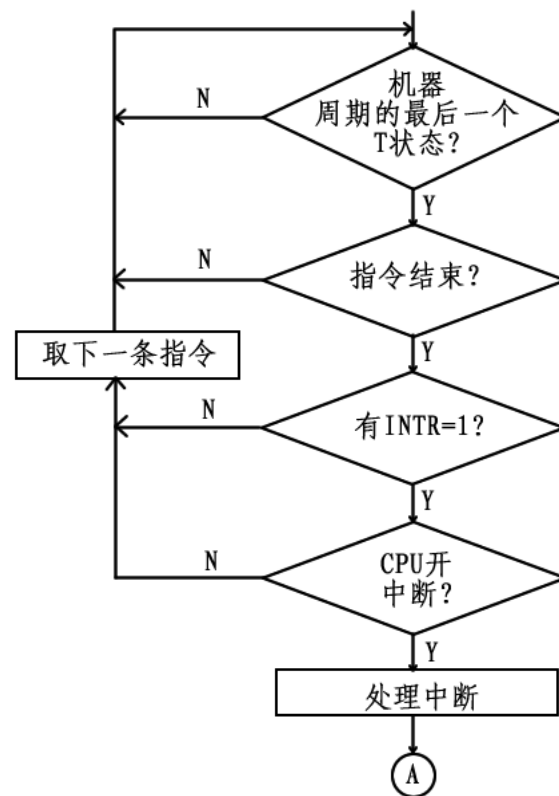 机器
周期的最后一个
T状态?
N
Y
指令结束?
N
取下一条指令
Y
有INTR=1?
N
Y
CPU开
中断?
N
Y
处理中断
A